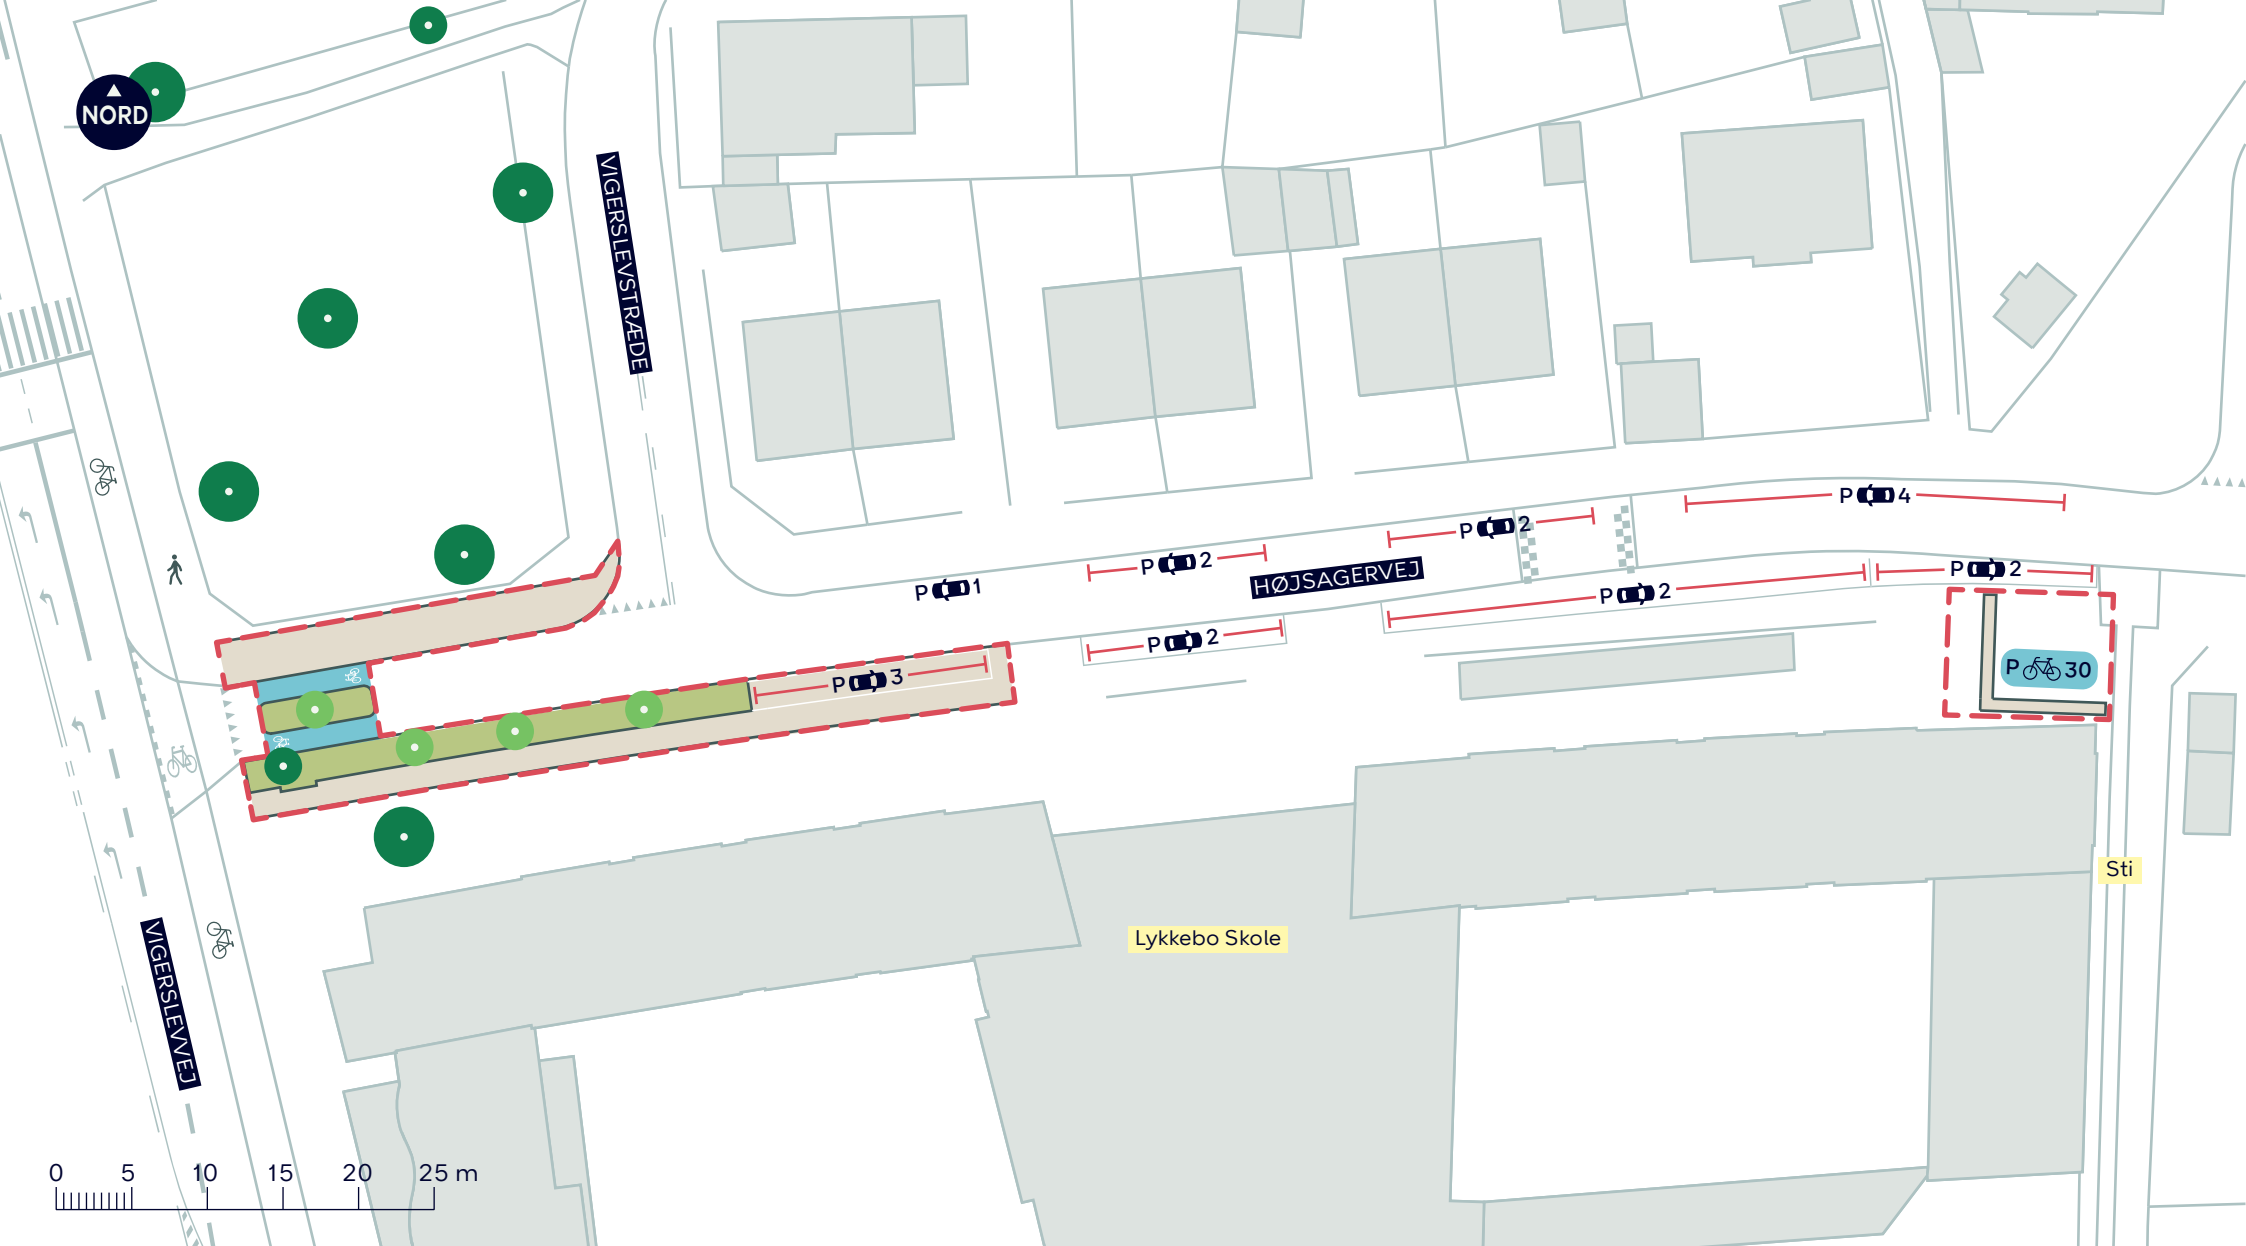 NORD
VIGERSLEVSTRÆDE
P 4
P 2
P 2
P 2
P 1
HØJSAGERVEJ
P 2
P 2
P 3
P 30
Sti
Lykkebo Skole
VIGERSLEVVEJ
0 5 10 15 20 25 m